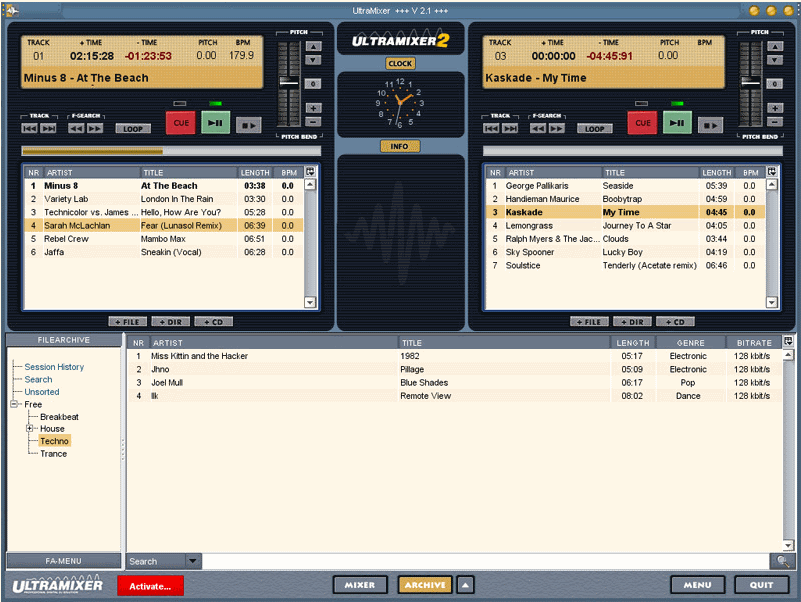 UltraMixer +++ V 2.1 +++
TRACK + TIME - TIME PITCH BPM
01 02:15:28 -01:23:53 0.00 179.9
Minus 8 - At The Beach
PITCH
0
TRACK F-SEARCH
LOOP CUE
PITCH BEND
ULTRAMIXER 2
CLOCK
12 1 2 3 4 5 6 7 8 9 10 11
INFO
TRACK + TIME - TIME PITCH BPM
03 00:00:00 -04:45:91 0.00
Kaskade - My Time
PITCH
0
TRACK F-SEARCH
LOOP CUE
PITCH BEND
NR ARTIST TITLE LENGTH BPM
1 Minus 8 At The Beach 03:38 0.0
2 Variety Lab London In The Rain 03:30 0.0
3 Technicolor vs. James ... Hello, How Are You? 05:28 0.0
4 Sarah McLachlan Fear (Lunasol Remix) 06:39 0.0
5 Rebel Crew Mambo Max 06:51 0.0
6 Jaffa Sneakin (Vocal) 06:28 0.0
+ FILE + DIR + CD
NR ARTIST TITLE LENGTH BPM
1 George Pallikaris Seaside 05:39 0.0
2 Handieman Maurice Boobytrap 04:59 0.0
3 Kaskade My Time 04:45 0.0
4 Lemongrass Journey To A Star 04:05 0.0
5 Ralph Myers & The Jac... Clouds 03:44 0.0
6 Sky Spooner Lucky Boy 04:19 0.0
7 Soulstice Tenderly (Acetate remix) 06:46 0.0
+ FILE + DIR + CD
FILEARCHIVE
Session History
Search
Unsorted
Free
Breakbeat
House
Techno
Trance
FA-MENU
NR ARTIST TITLE LENGTH GENRE BITRATE
1 Miss Kittin and the Hacker 1982 05:17 Electronic 128 kbit/s
2 Jhno Pillage 05:09 Electronic 128 kbit/s
3 Joel Mull Blue Shades 06:17 Pop 128 kbit/s
4 Ilk Remote View 08:02 Dance 128 kbit/s
Search
ULTRAMIXER
PROFESSIONAL DIGITAL DJ SOLUTION
Activate...
MIXER ARCHIVE MENU QUIT